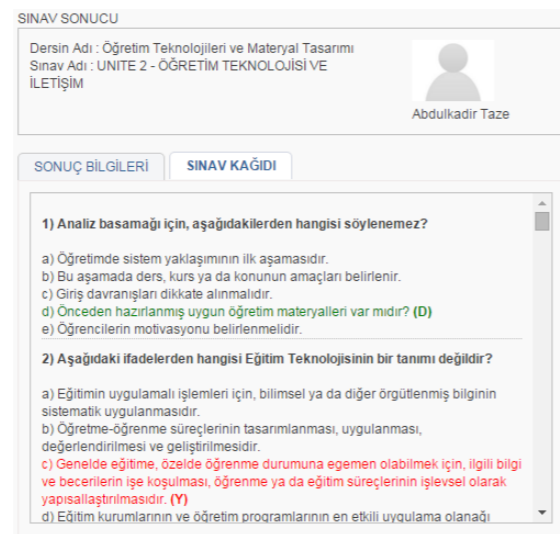 SINAV SONUCU
Dersin Adı : Öğretim Teknolojileri ve Materyal Tasarımı
Sınav Adı : UNITE 2 - ÖĞRETİM TEKNOLOJİSİ VE
İLETİŞİM
Abdulkadir Taze
SONUÇ BİLGİLERİ
SINAV KAĞIDI
1) Analiz basamağı için, aşağıdakilerden hangisi söylenemez?
a) Öğretimde sistem yaklaşımının ilk aşamasıdır.
b) Bu aşamada ders, kurs ya da konunun amaçları belirlenir.
c) Giriş davranışları dikkate alınmalıdır.
d) Önceden hazırlanmış uygun öğretim materyalleri var mıdır? (D)
e) Öğrencilerin motivasyonu belirlenmelidir.
2) Aşağıdaki ifadelerden hangisi Eğitim Teknolojisinin bir tanımı değildir?
a) Eğitimin uygulamalı işlemleri için, bilimsel ya da diğer örgütlenmiş bilginin
sistematik uygulanmasıdır.
b) Öğretme-öğrenme süreçlerinin tasarımlanması, uygulanması,
değerlendirilmesi ve geliştirilmesidir.
c) Genelde eğitime, özelde öğrenme durumuna egemen olabilmek için, ilgili bilgi
ve becerilerin işe koşulması, öğrenme ya da eğitim süreçlerinin işlevsel olarak
yapısallaştırılmasıdır. (Y)
d) Eğitim kurumlarının ve öğretim programlarının en etkili uygulama olanağı